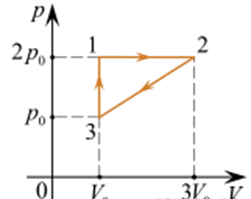 p
2p₀ 1 2
p₀ 3
0 V₀ 3V₀ V